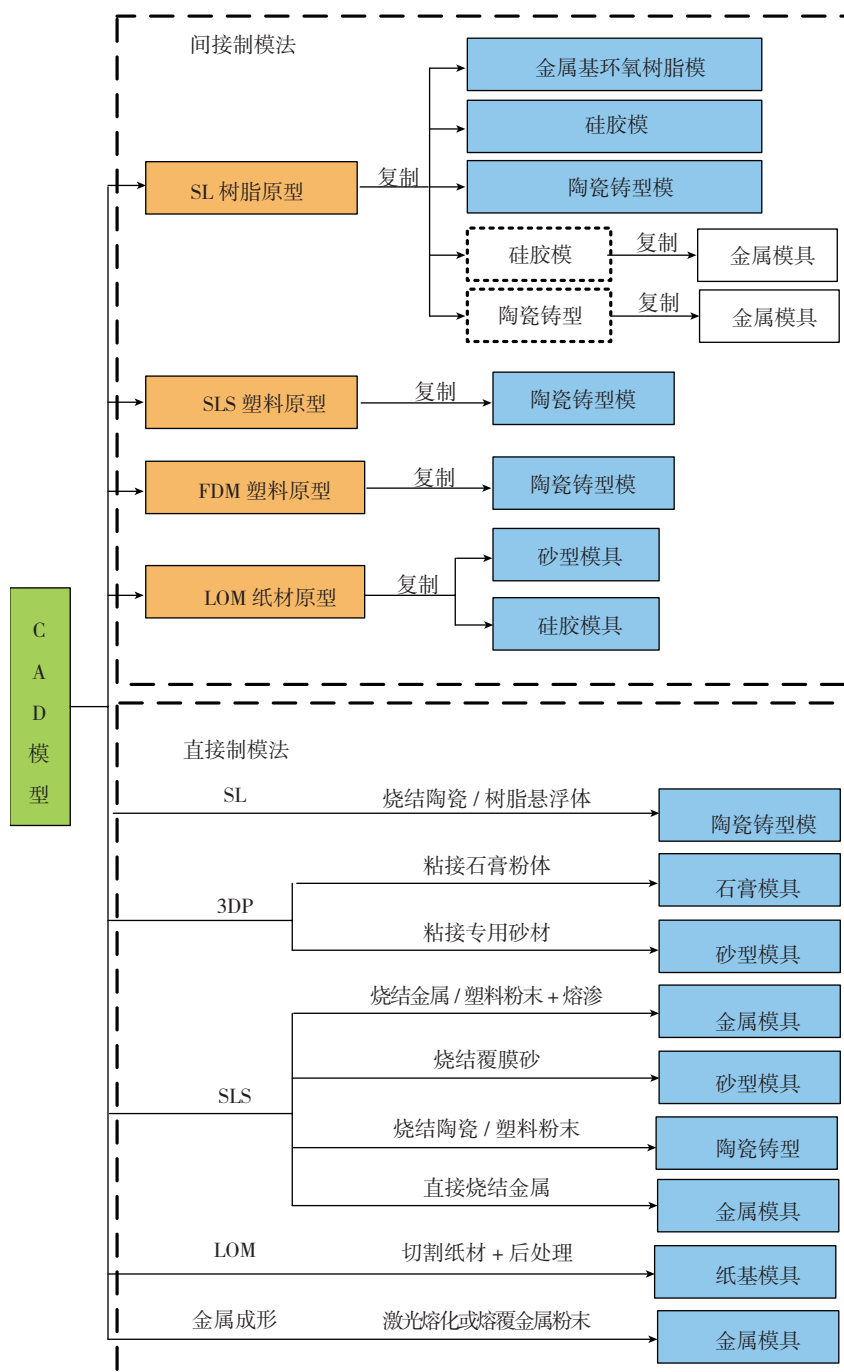 间接制模法
金属基环氧树脂模
硅胶模
SL 树脂原型
复制
陶瓷铸型模
硅胶模
复制
金属模具
陶瓷铸型
复制
金属模具
SLS 塑料原型
复制
陶瓷铸型模
FDM 塑料原型
复制
陶瓷铸型模
LOM 纸材原型
复制
砂型模具
硅胶模具
C
A
D
模
型
直接制模法
SL
烧结陶瓷 / 树脂悬浮体
陶瓷铸型模
3DP
粘接石膏粉体
石膏模具
粘接专用砂材
砂型模具
SLS
烧结金属 / 塑料粉末 + 熔渗
金属模具
烧结覆膜砂
砂型模具
烧结陶瓷 / 塑料粉末
陶瓷铸型
直接烧结金属
金属模具
LOM
切割纸材 + 后处理
纸基模具
金属成形
激光熔化或熔覆金属粉末
金属模具